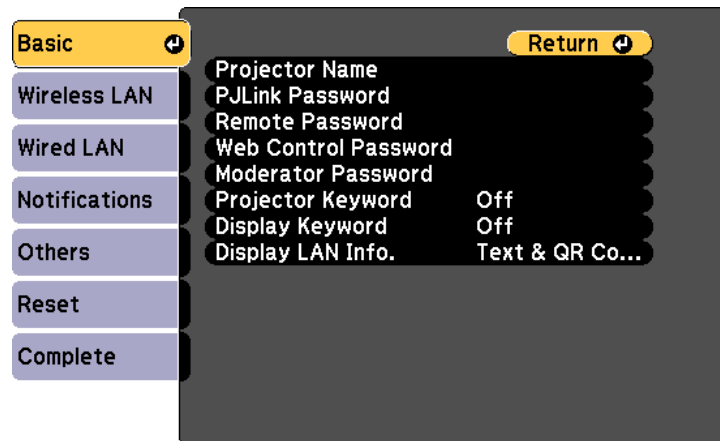 Basic
Return
Projector Name
PJLink Password
Wireless LAN
Remote Password
Wired LAN
Web Control Password
Moderator Password
Notifications
Projector Keyword Off
Display Keyword Off
Others
Display LAN Info. Text & QR Co...
Reset
Complete